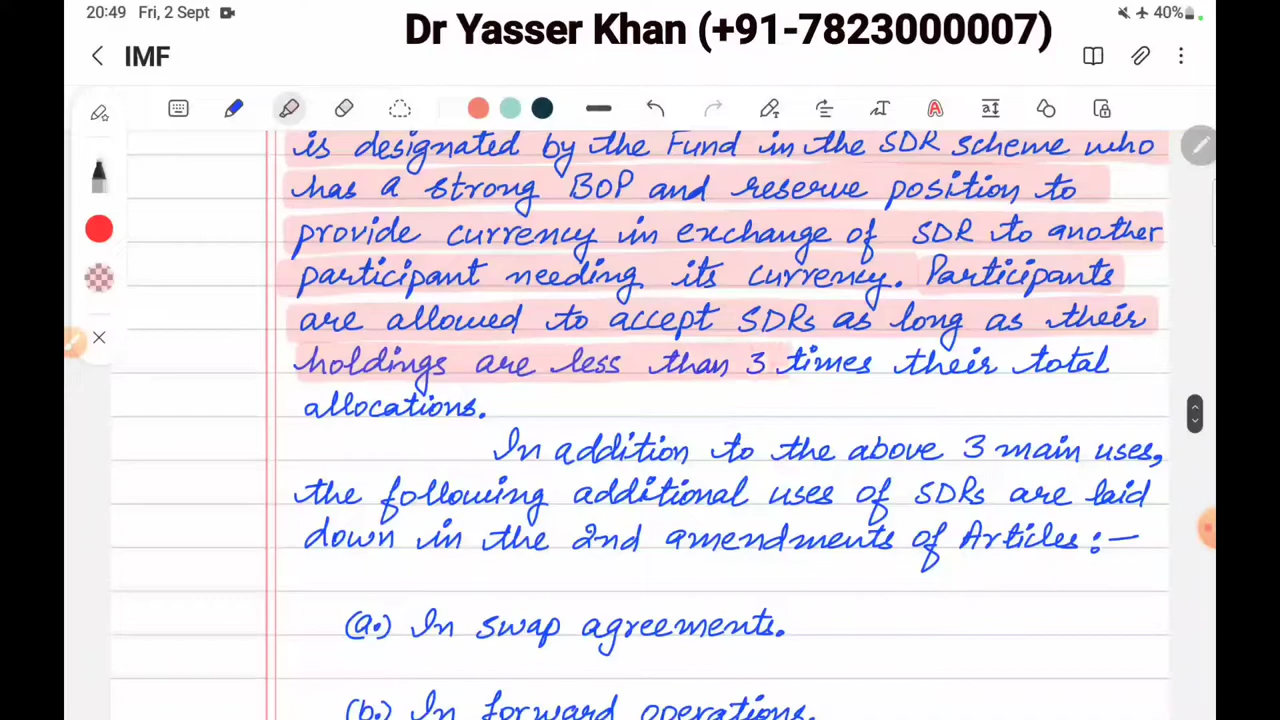 20:49 Fri, 2 Sept
Dr Yasser Khan (+91-7823000007)
40%
IMF
is designated by the Fund in the SDR scheme who
has a strong BOP and reserve position to
provide currency in exchange of SDR to another
participant needing its currency. Participants
are allowed to accept SDRs as long as their
holdings are less than 3 times their total
allocations.
In addition to the above 3 main uses,
the following additional uses of SDRs are laid
down in the 2nd amendments of Articles :-
(a.) In swap agreements.
(b.) In forward operations.